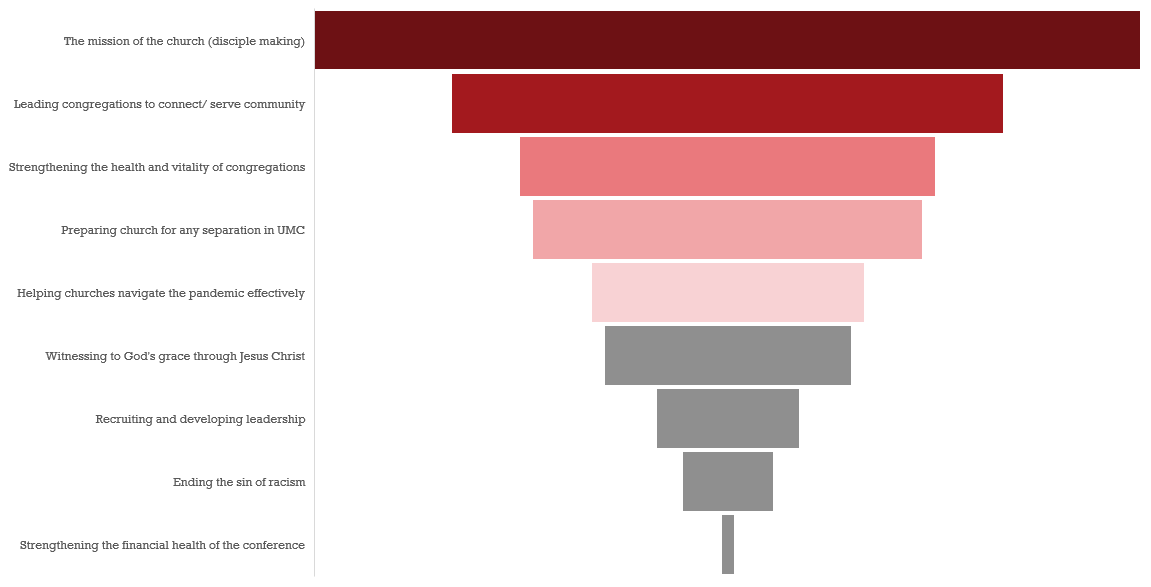 The mission of the church (disciple making)
Leading congregations to connect/ serve community
Strengthening the health and vitality of congregations
Preparing church for any separation in UMC
Helping churches navigate the pandemic effectively
Witnessing to God's grace through Jesus Christ
Recruiting and developing leadership
Ending the sin of racism
Strengthening the financial health of the conference